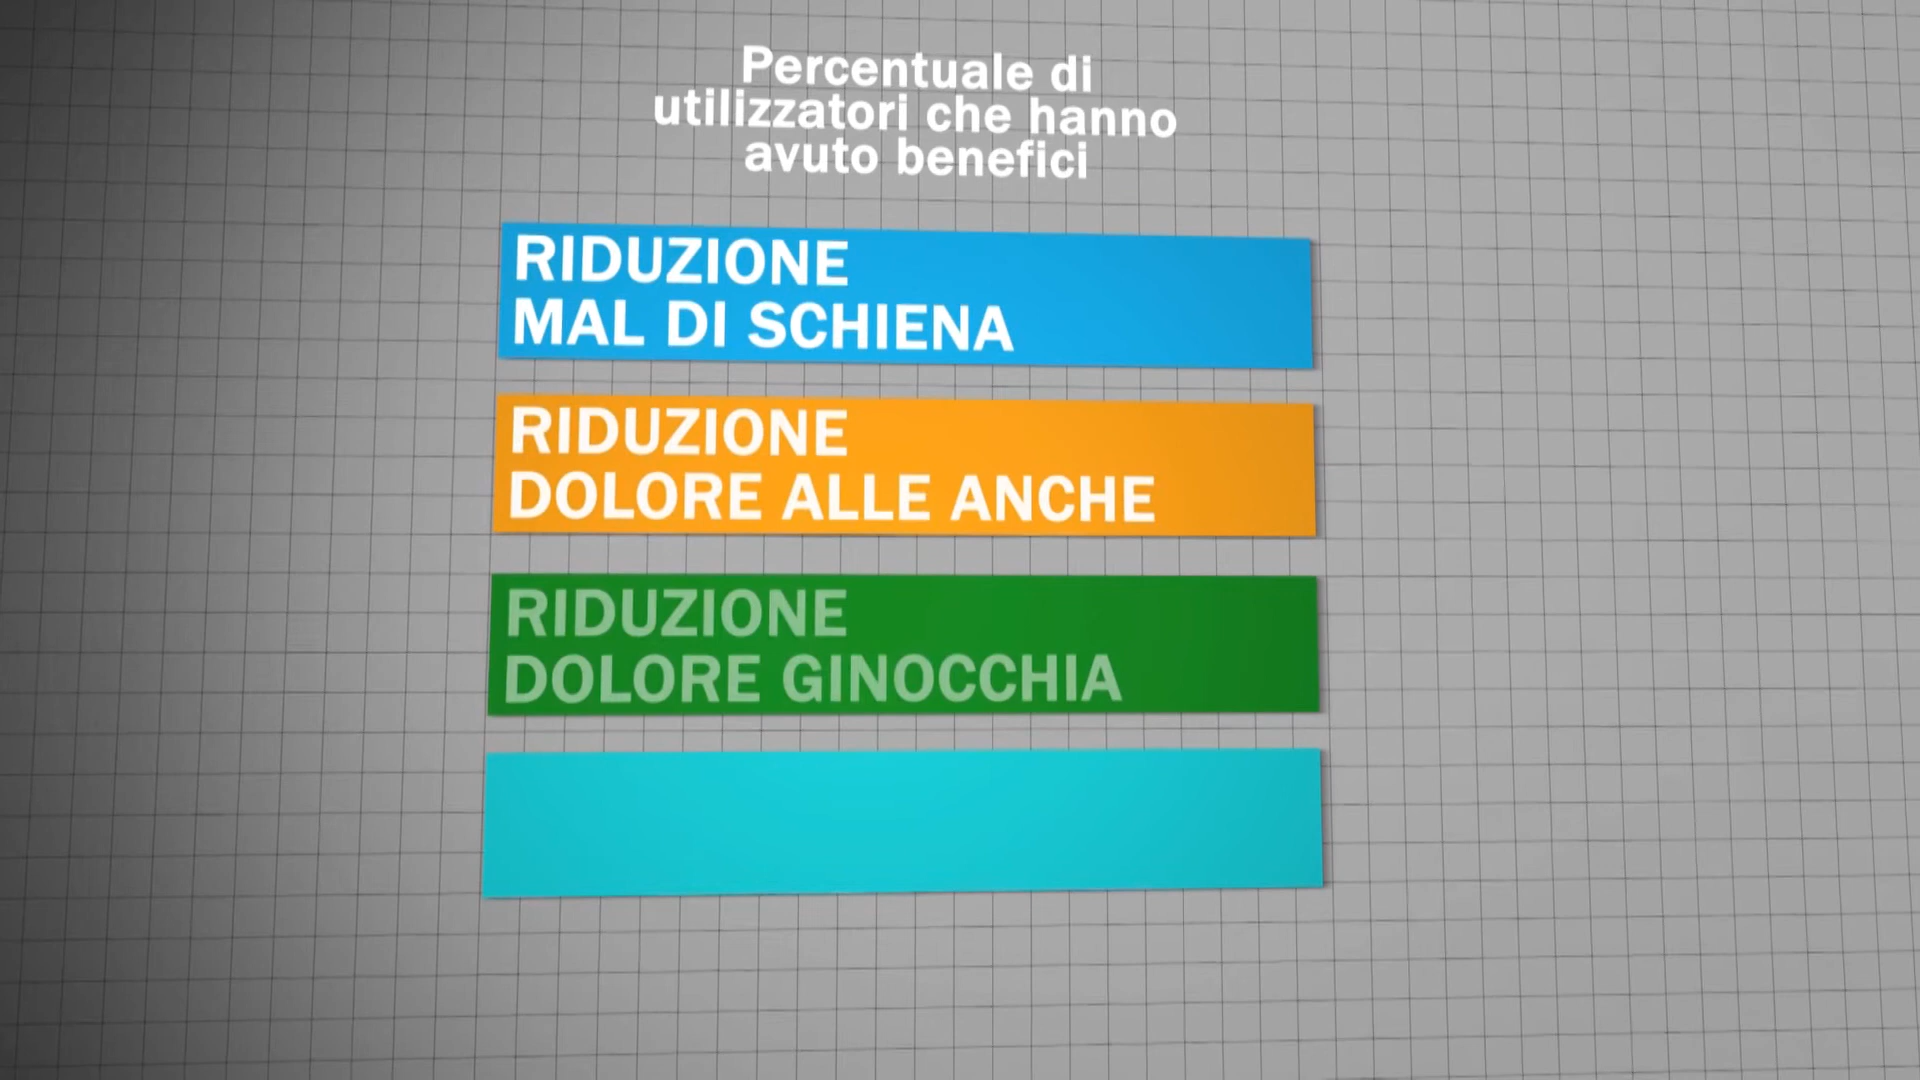 Percentuale di
utilizzatori che hanno
avuto benefici
RIDUZIONE
MAL DI SCHIENA
RIDUZIONE
DOLORE ALLE ANCHE
RIDUZIONE
DOLORE GINOCCHIA